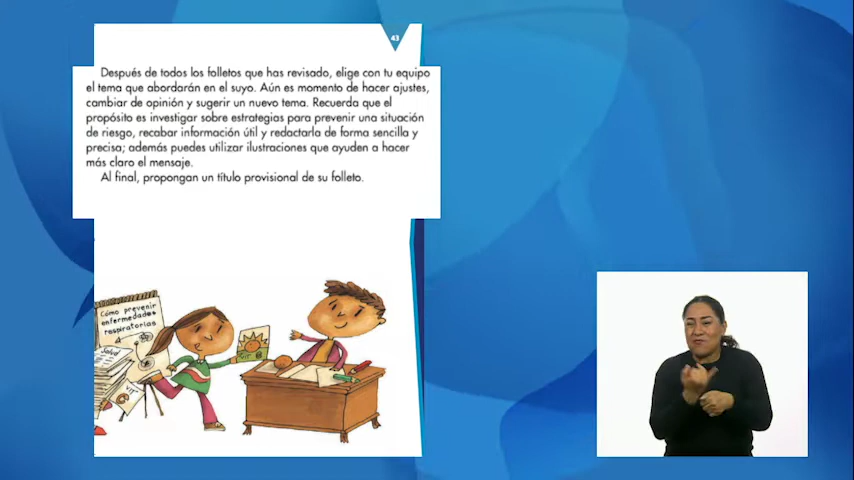 43
Después de todos los folletos que has revisado, elige con tu equipo
el tema que abordarán en el suyo. Aún es momento de hacer ajustes,
cambiar de opinión y sugerir un nuevo tema. Recuerda que el
propósito es investigar sobre estrategias para prevenir una situación
de riesgo, recabar información útil y redactarla de forma sencilla y
precisa; además puedes utilizar ilustraciones que ayuden a hacer
más claro el mensaje.
Al final, propongan un título provisional de su folleto.
Cómo prevenir
enfermedades
respiratorias
Salud